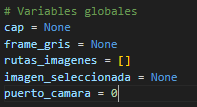 # Variables globales
cap = None
frame_gris = None
rutas_imagenes = []
imagen_seleccionada = None
puerto_camara = 0